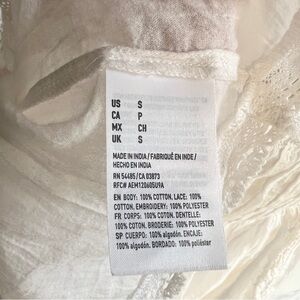 US S
CA P
MX CH
UK S
MADE IN INDIA / FABRIQUÉ EN INDE /
HECHO EN INDIA
RN 54485 / CA 03873
RFC# AEM120605U9A
EN BODY: 100% COTTON, LACE: 100%
COTTON, EMBROIDERY: 100% POLYESTER
FR CORPS: 100% COTON, DENTELLE:
100% COTON, BRODERIE: 100% POLYESTER
SP CUERPO: 100% algodón. ENCAJE:
100% algodón. BORDADO: 100% poliéster